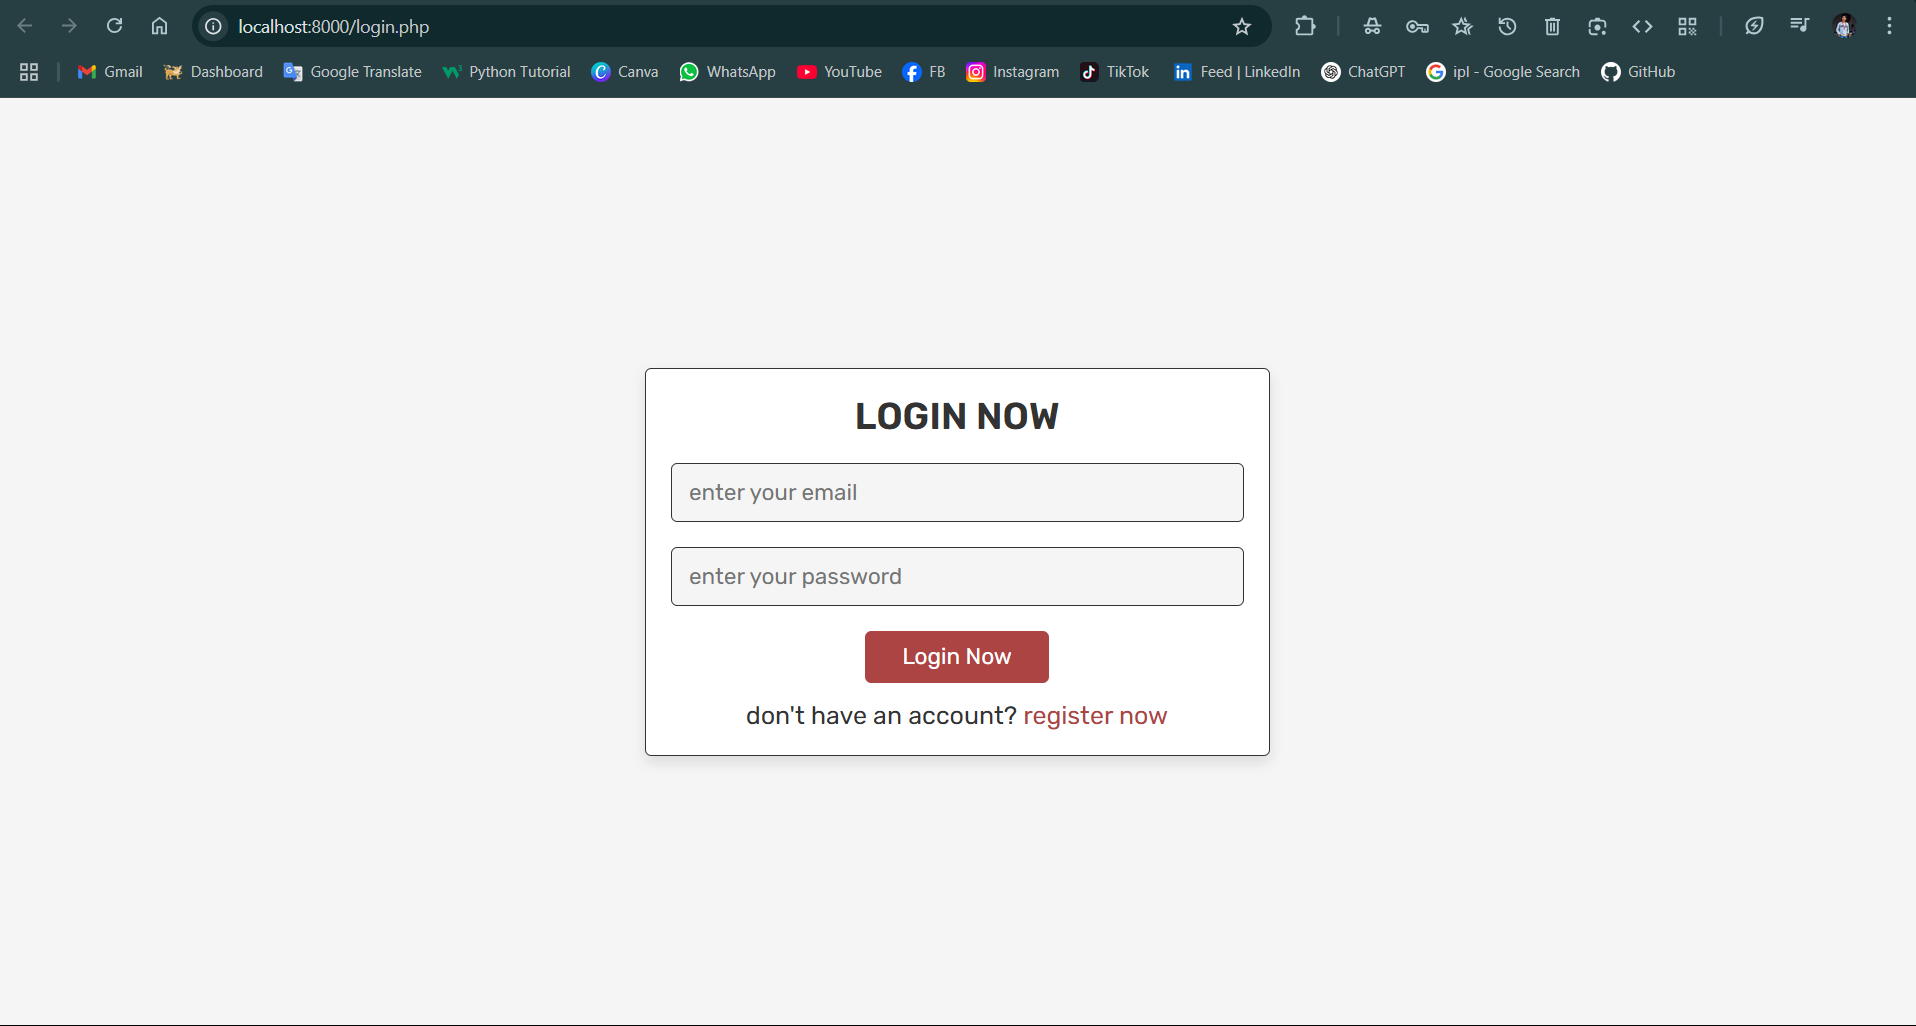 localhost:8000/login.php
Gmail Dashboard Google Translate Python Tutorial Canva WhatsApp YouTube FB Instagram TikTok Feed | LinkedIn ChatGPT ipl - Google Search GitHub
LOGIN NOW
enter your email
enter your password
Login Now
don't have an account? register now